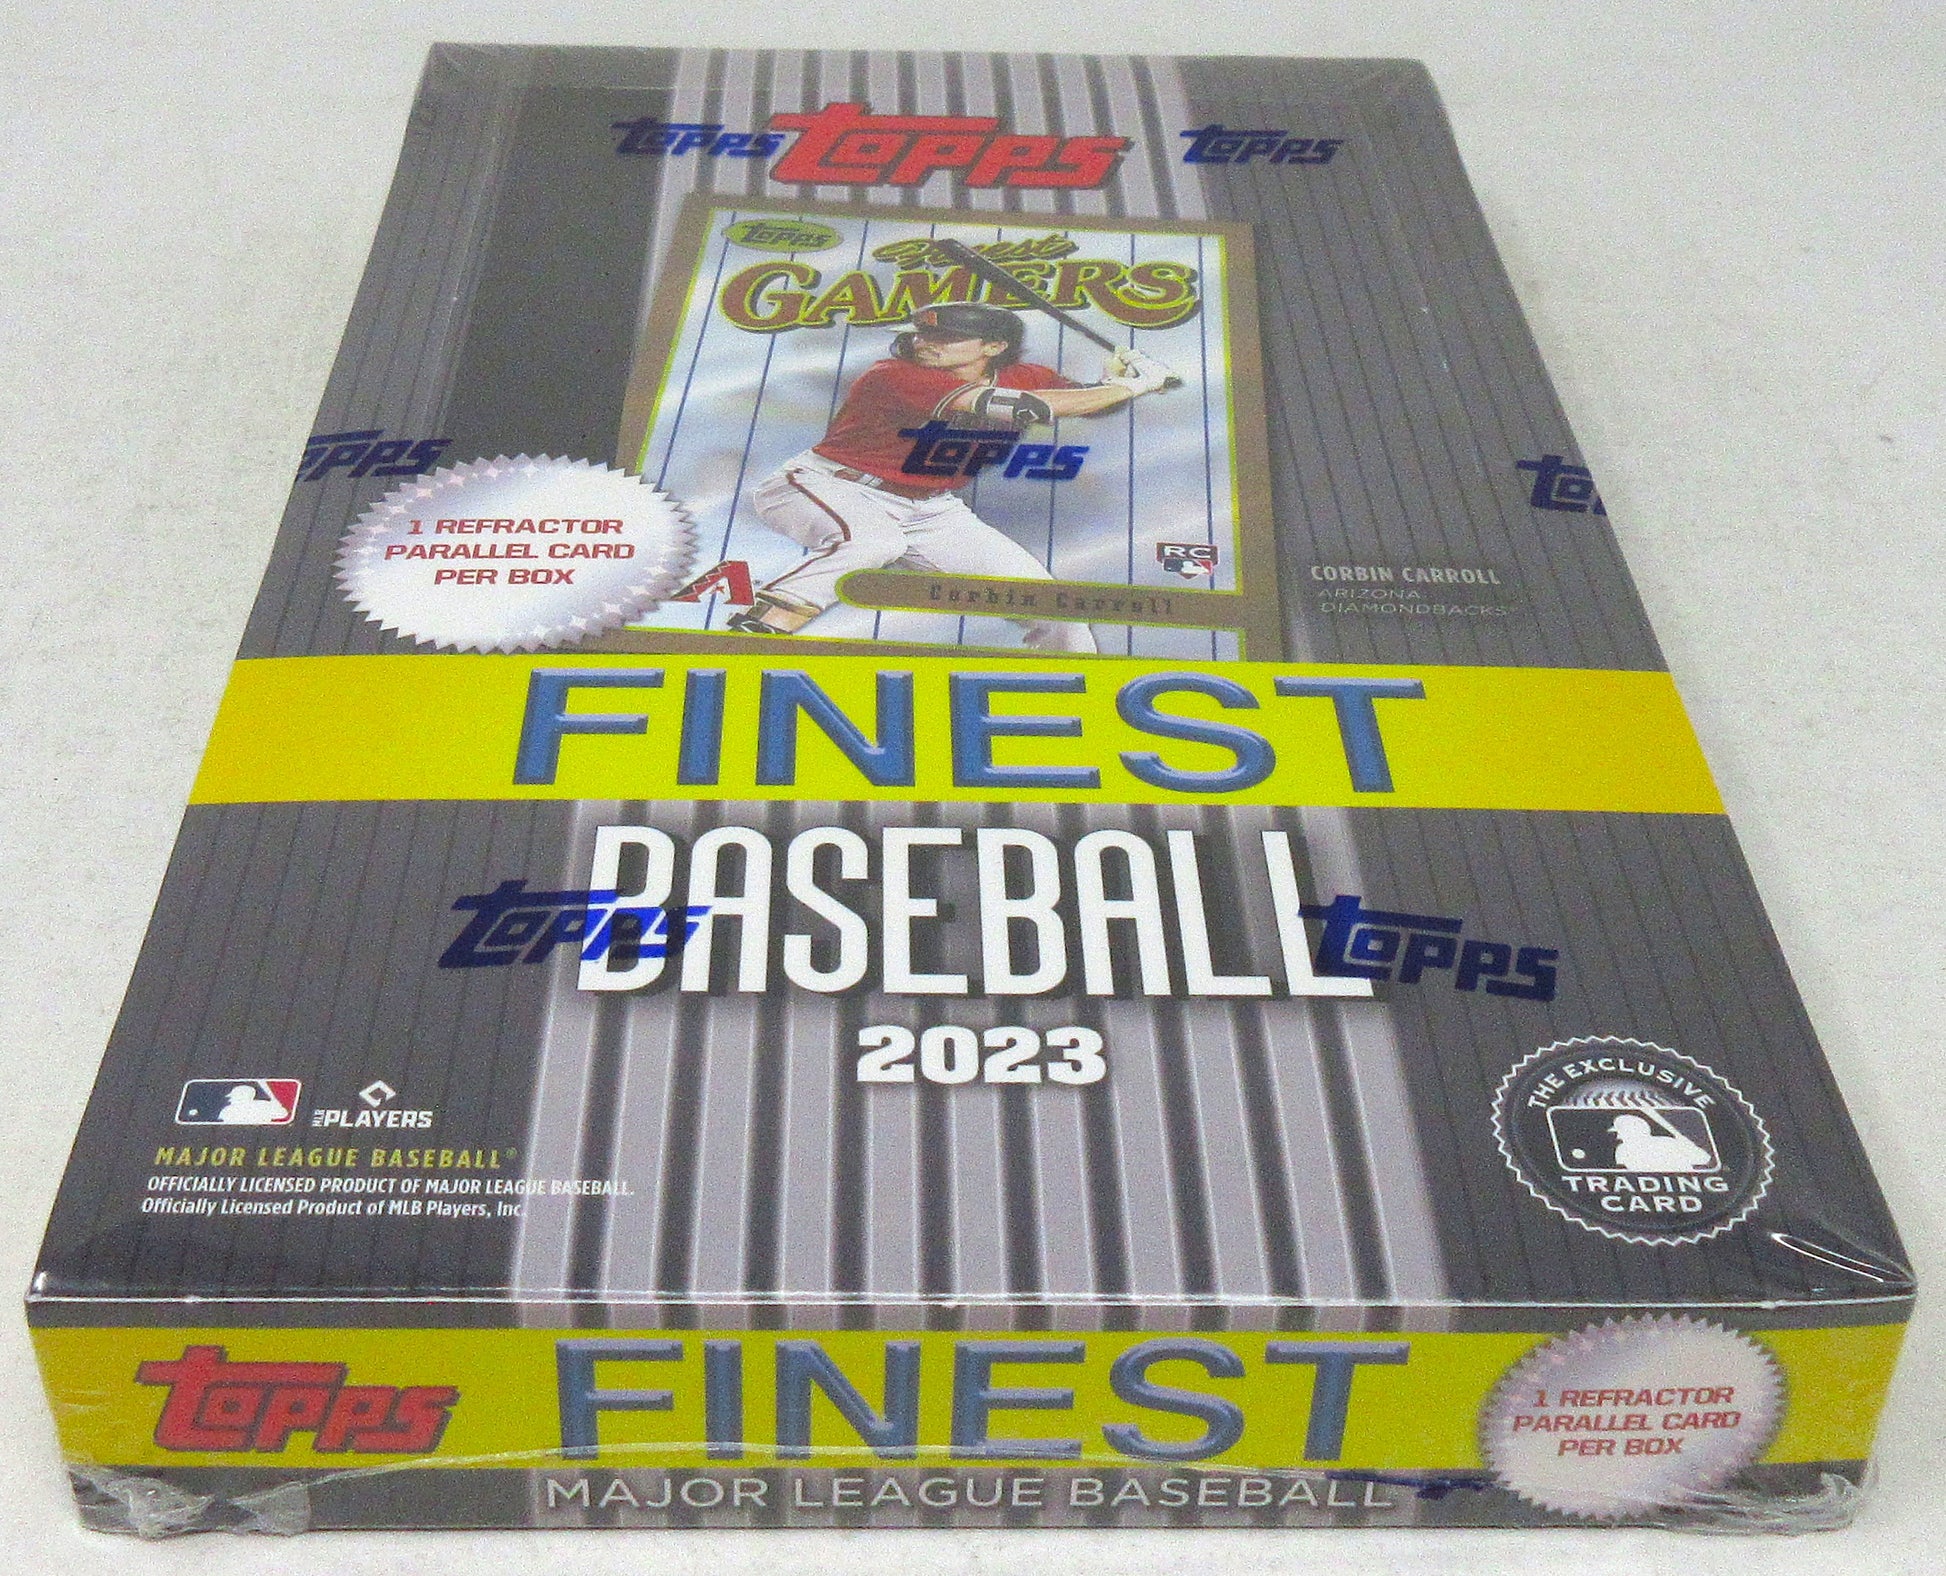 Topps Topps Topps
Topps
Finest
GAMERS
Topps
Topps
To
1 REFRACTOR
PARALLEL CARD
PER BOX
A
RC
Corbin Carroll
CORBIN CARROLL
ARIZONA
DIAMONDBACKS®
FINEST
BASEBALL
Topps Topps
2023
MLB PLAYERS
MAJOR LEAGUE BASEBALL®
OFFICIALLY LICENSED PRODUCT OF MAJOR LEAGUE BASEBALL.
Officially Licensed Product of MLB Players, Inc.
THE EXCLUSIVE
TRADING
CARD
Topps
FINEST
MAJOR LEAGUE BASEBALL
1 REFRACTOR
PARALLEL CARD
PER BOX